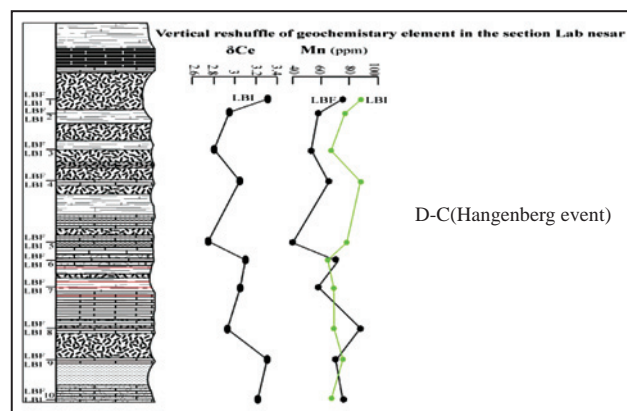 Vertical reshuffle of geochemistary element in the section Lab nesar
δCe Mn (ppm)
2.6 2.8 3 3.2 3.4 40 60 80 100
LBI LBF LBI
LBF
LBI 1
LBF
LBI 2
LBF
LBI 3
LBF
LBI 4
D-C(Hangenberg event)
LBF
LBI 5
LBF
LBI 6
LBF
LBI 7
LBF
LBI 8
LBF
LBI 9
LBF
LBI 10